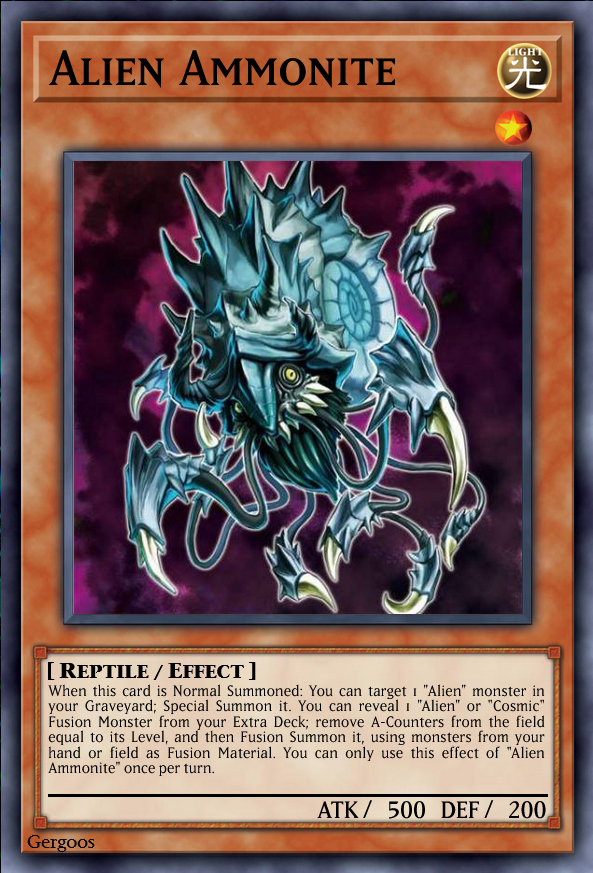 Alien Ammonite
LIGHT
光
[ Reptile / Effect ]
When this card is Normal Summoned: You can target 1 "Alien" monster in
your Graveyard; Special Summon it. You can reveal 1 "Alien" or "Cosmic"
Fusion Monster from your Extra Deck; remove A-Counters from the field
equal to its Level, and then Fusion Summon it, using monsters from your
hand or field as Fusion Material. You can only use this effect of "Alien
Ammonite" once per turn.
ATK / 500 DEF / 200
Gergoos